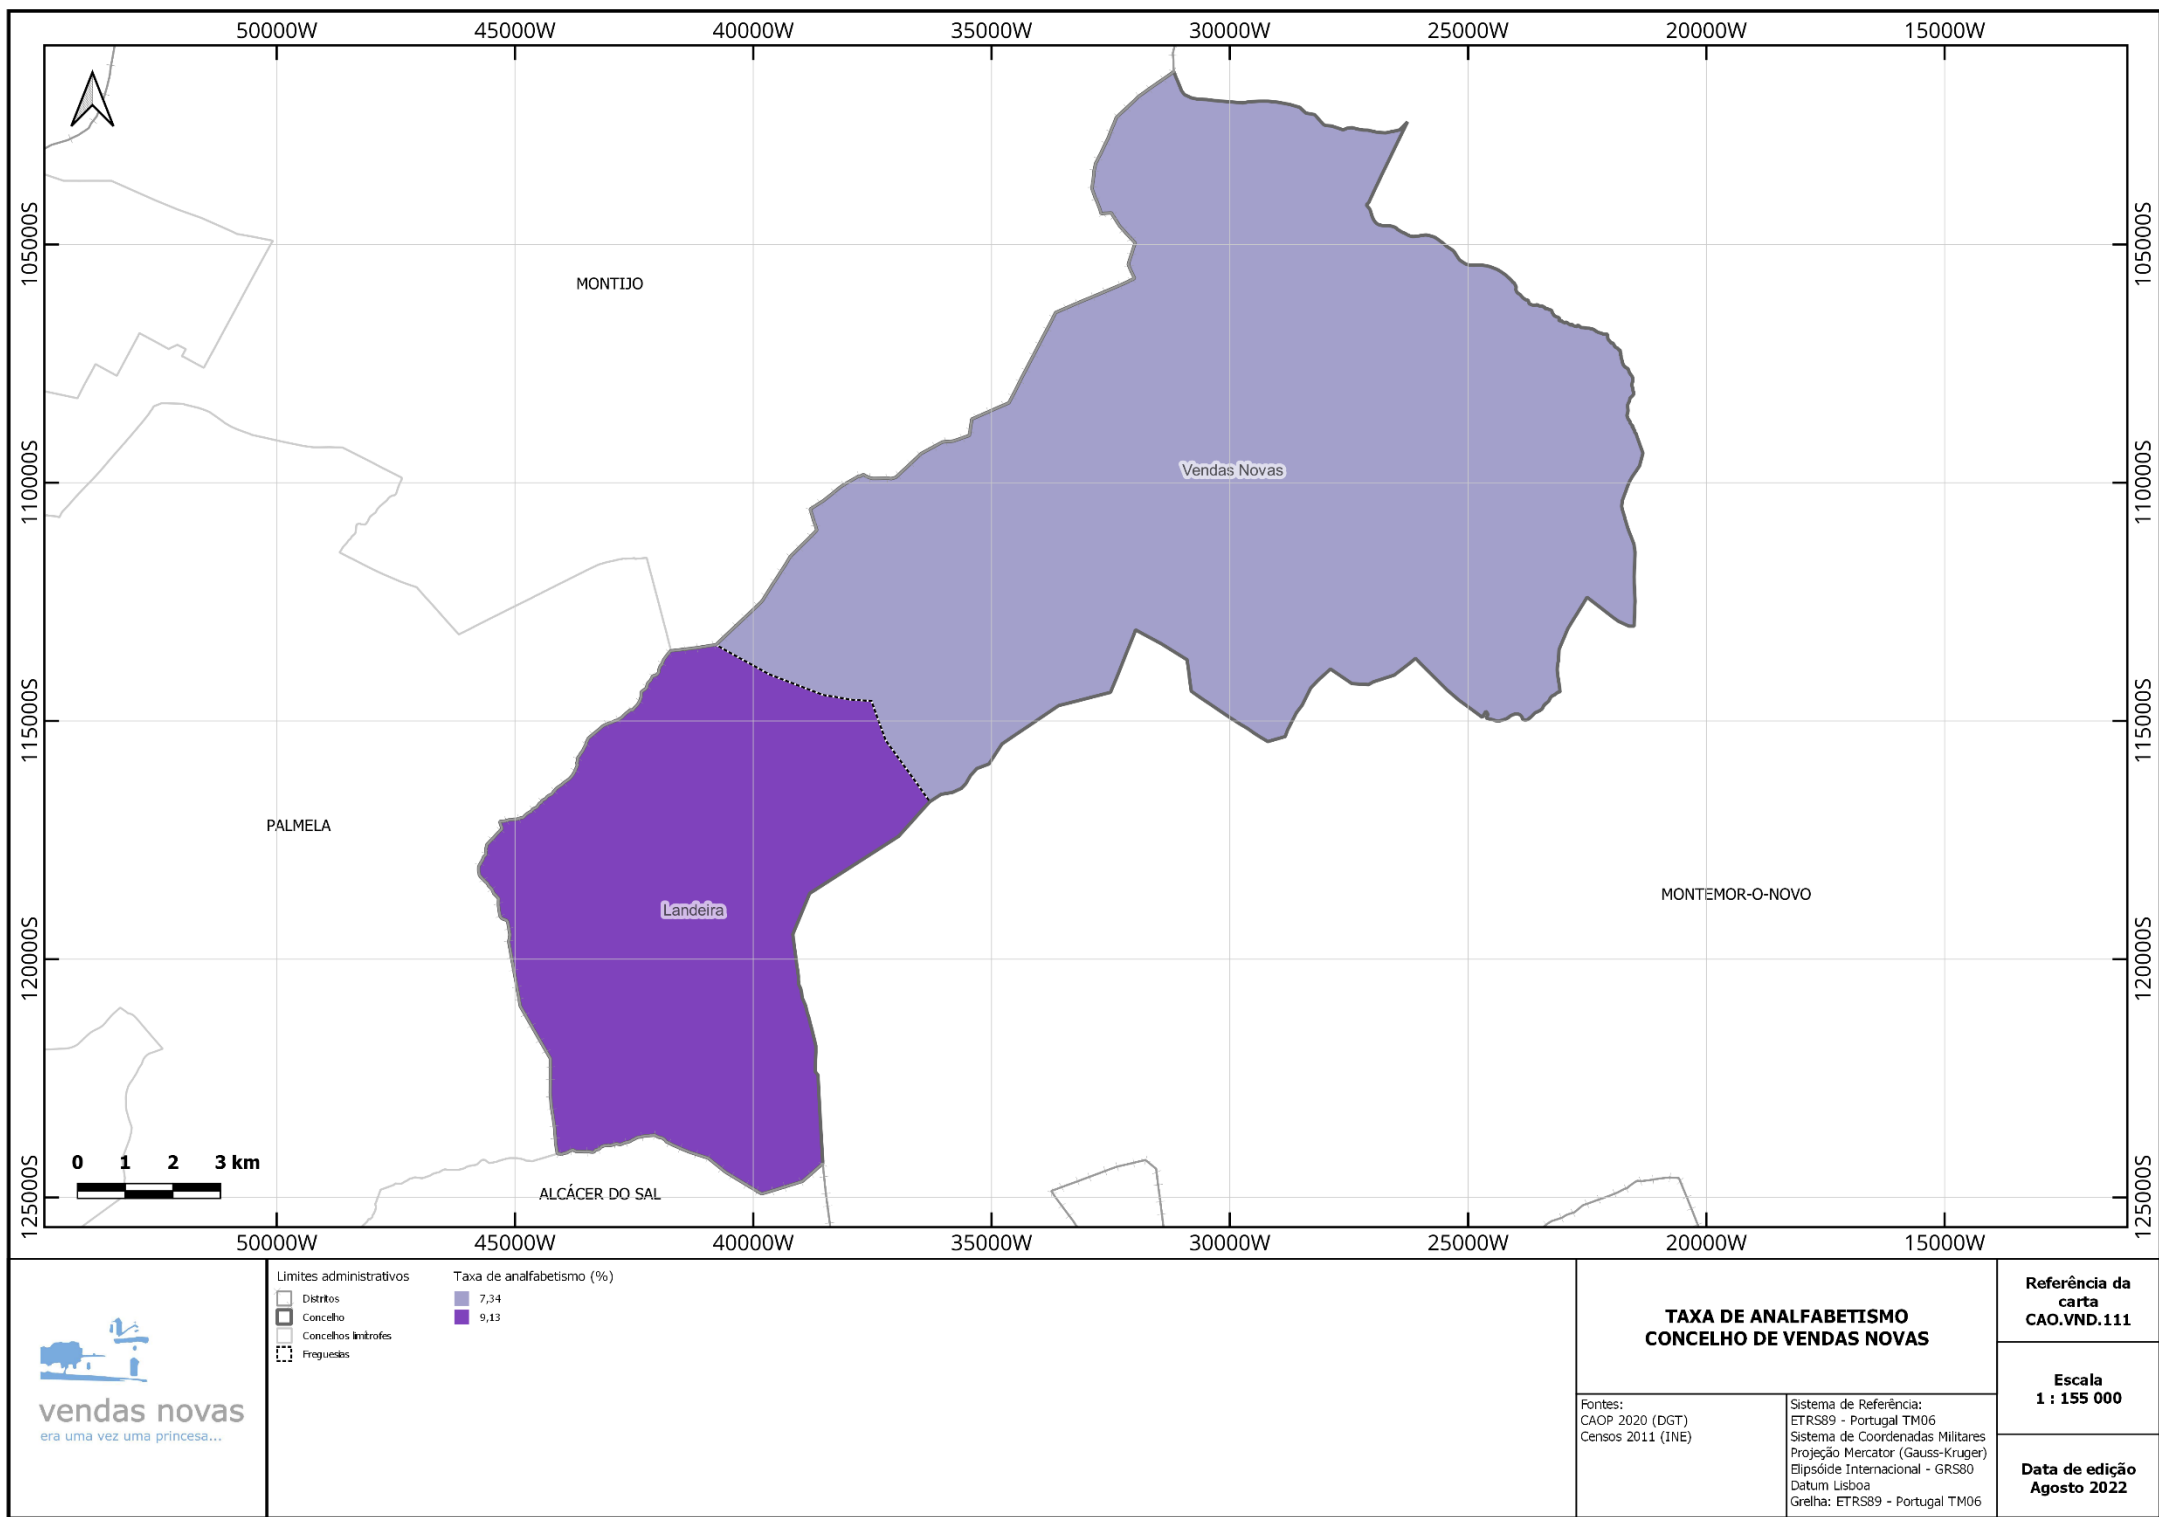 50000W 45000W 40000W 35000W 30000W 25000W 20000W 15000W
105000S 105000S
MONTIJO
Vendas Novas
110000S 110000S
115000S 115000S
PALMELA
MONTEMOR-O-NOVO
Landeira
120000S 120000S
0 1 2 3 km
ALCÁCER DO SAL
125000S 125000S
50000W 45000W 40000W 35000W 30000W 25000W 20000W 15000W
vendas novas
era uma vez uma princesa...
Limites administrativos
Distritos
Concelho
Concelhos limítrofes
Freguesias
Taxa de analfabetismo (%)
7,34
9,13
TAXA DE ANALFABETISMO
CONCELHO DE VENDAS NOVAS
Fontes:
CAOP 2020 (DGT)
Censos 2011 (INE)
Sistema de Referência:
ETRS89 - Portugal TM06
Sistema de Coordenadas Militares
Projeção Mercator (Gauss-Kruger)
Elipsóide Internacional - GRS80
Datum Lisboa
Grelha: ETRS89 - Portugal TM06
Referência da
carta
CAO.VND.111
Escala
1 : 155 000
Data de edição
Agosto 2022